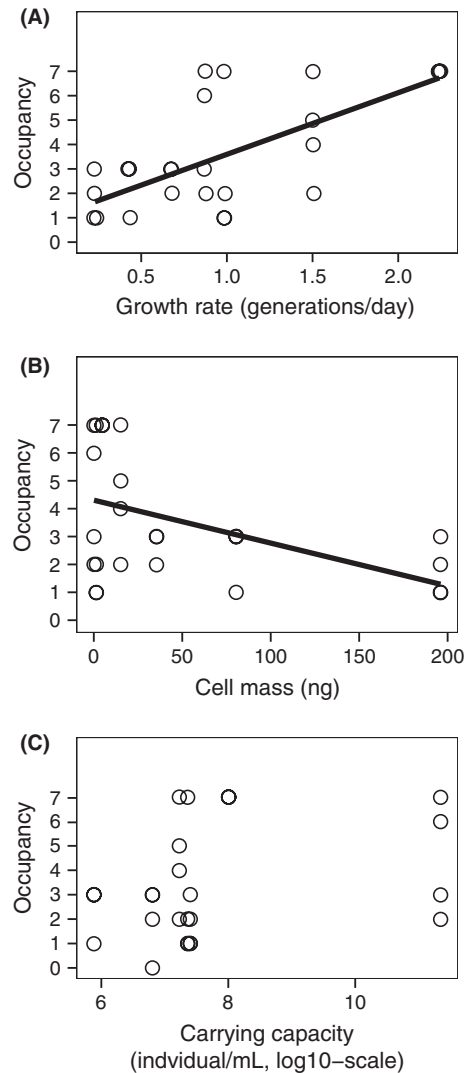 (A)
7
6
5
4
3
2
1
0
Occupancy
0.5 1.0 1.5 2.0
Growth rate (generations/day)
(B)
7
6
5
4
3
2
1
0
Occupancy
0 50 100 150 200
Cell mass (ng)
(C)
7
6
5
4
3
2
1
0
Occupancy
6 8 10
Carrying capacity
(indvidual/mL, log10−scale)